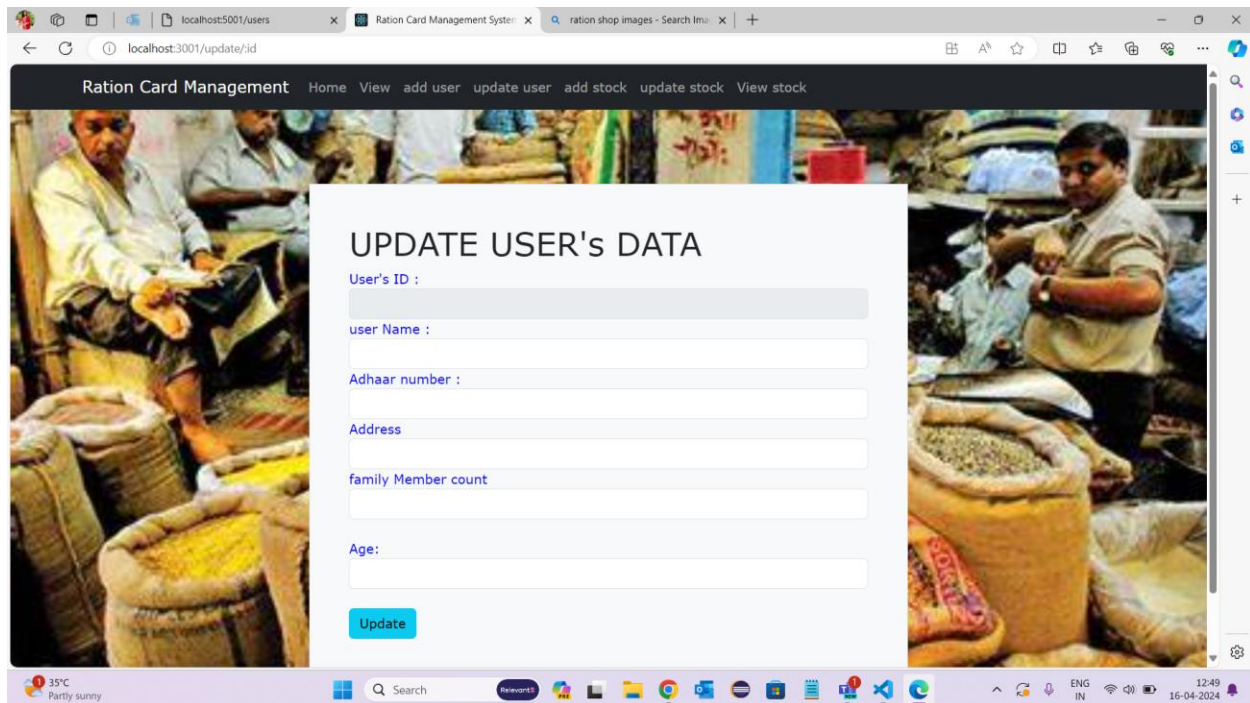 localhost:5001/users
Ration Card Management System
ration shop images - Search Ima
localhost:3001/update/:id
Ration Card Management Home View add user update user add stock update stock View stock
UPDATE USER's DATA
User's ID :
user Name :
Adhaar number :
Address
family Member count
Age:
Update
1
35°C
Partly sunny
Search
ENG
IN
12:49
16-04-2024